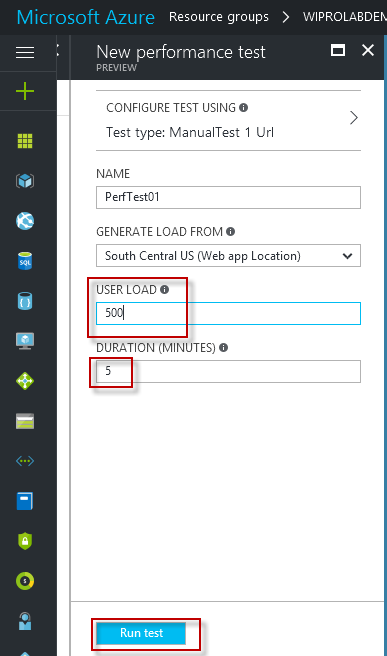 Microsoft Azure Resource groups > WIPROLABDEM
New performance test
PREVIEW
CONFIGURE TEST USING
Test type: ManualTest 1 Url
NAME
PerfTest01
GENERATE LOAD FROM
South Central US (Web app Location)
USER LOAD
500
DURATION (MINUTES)
5
Run test